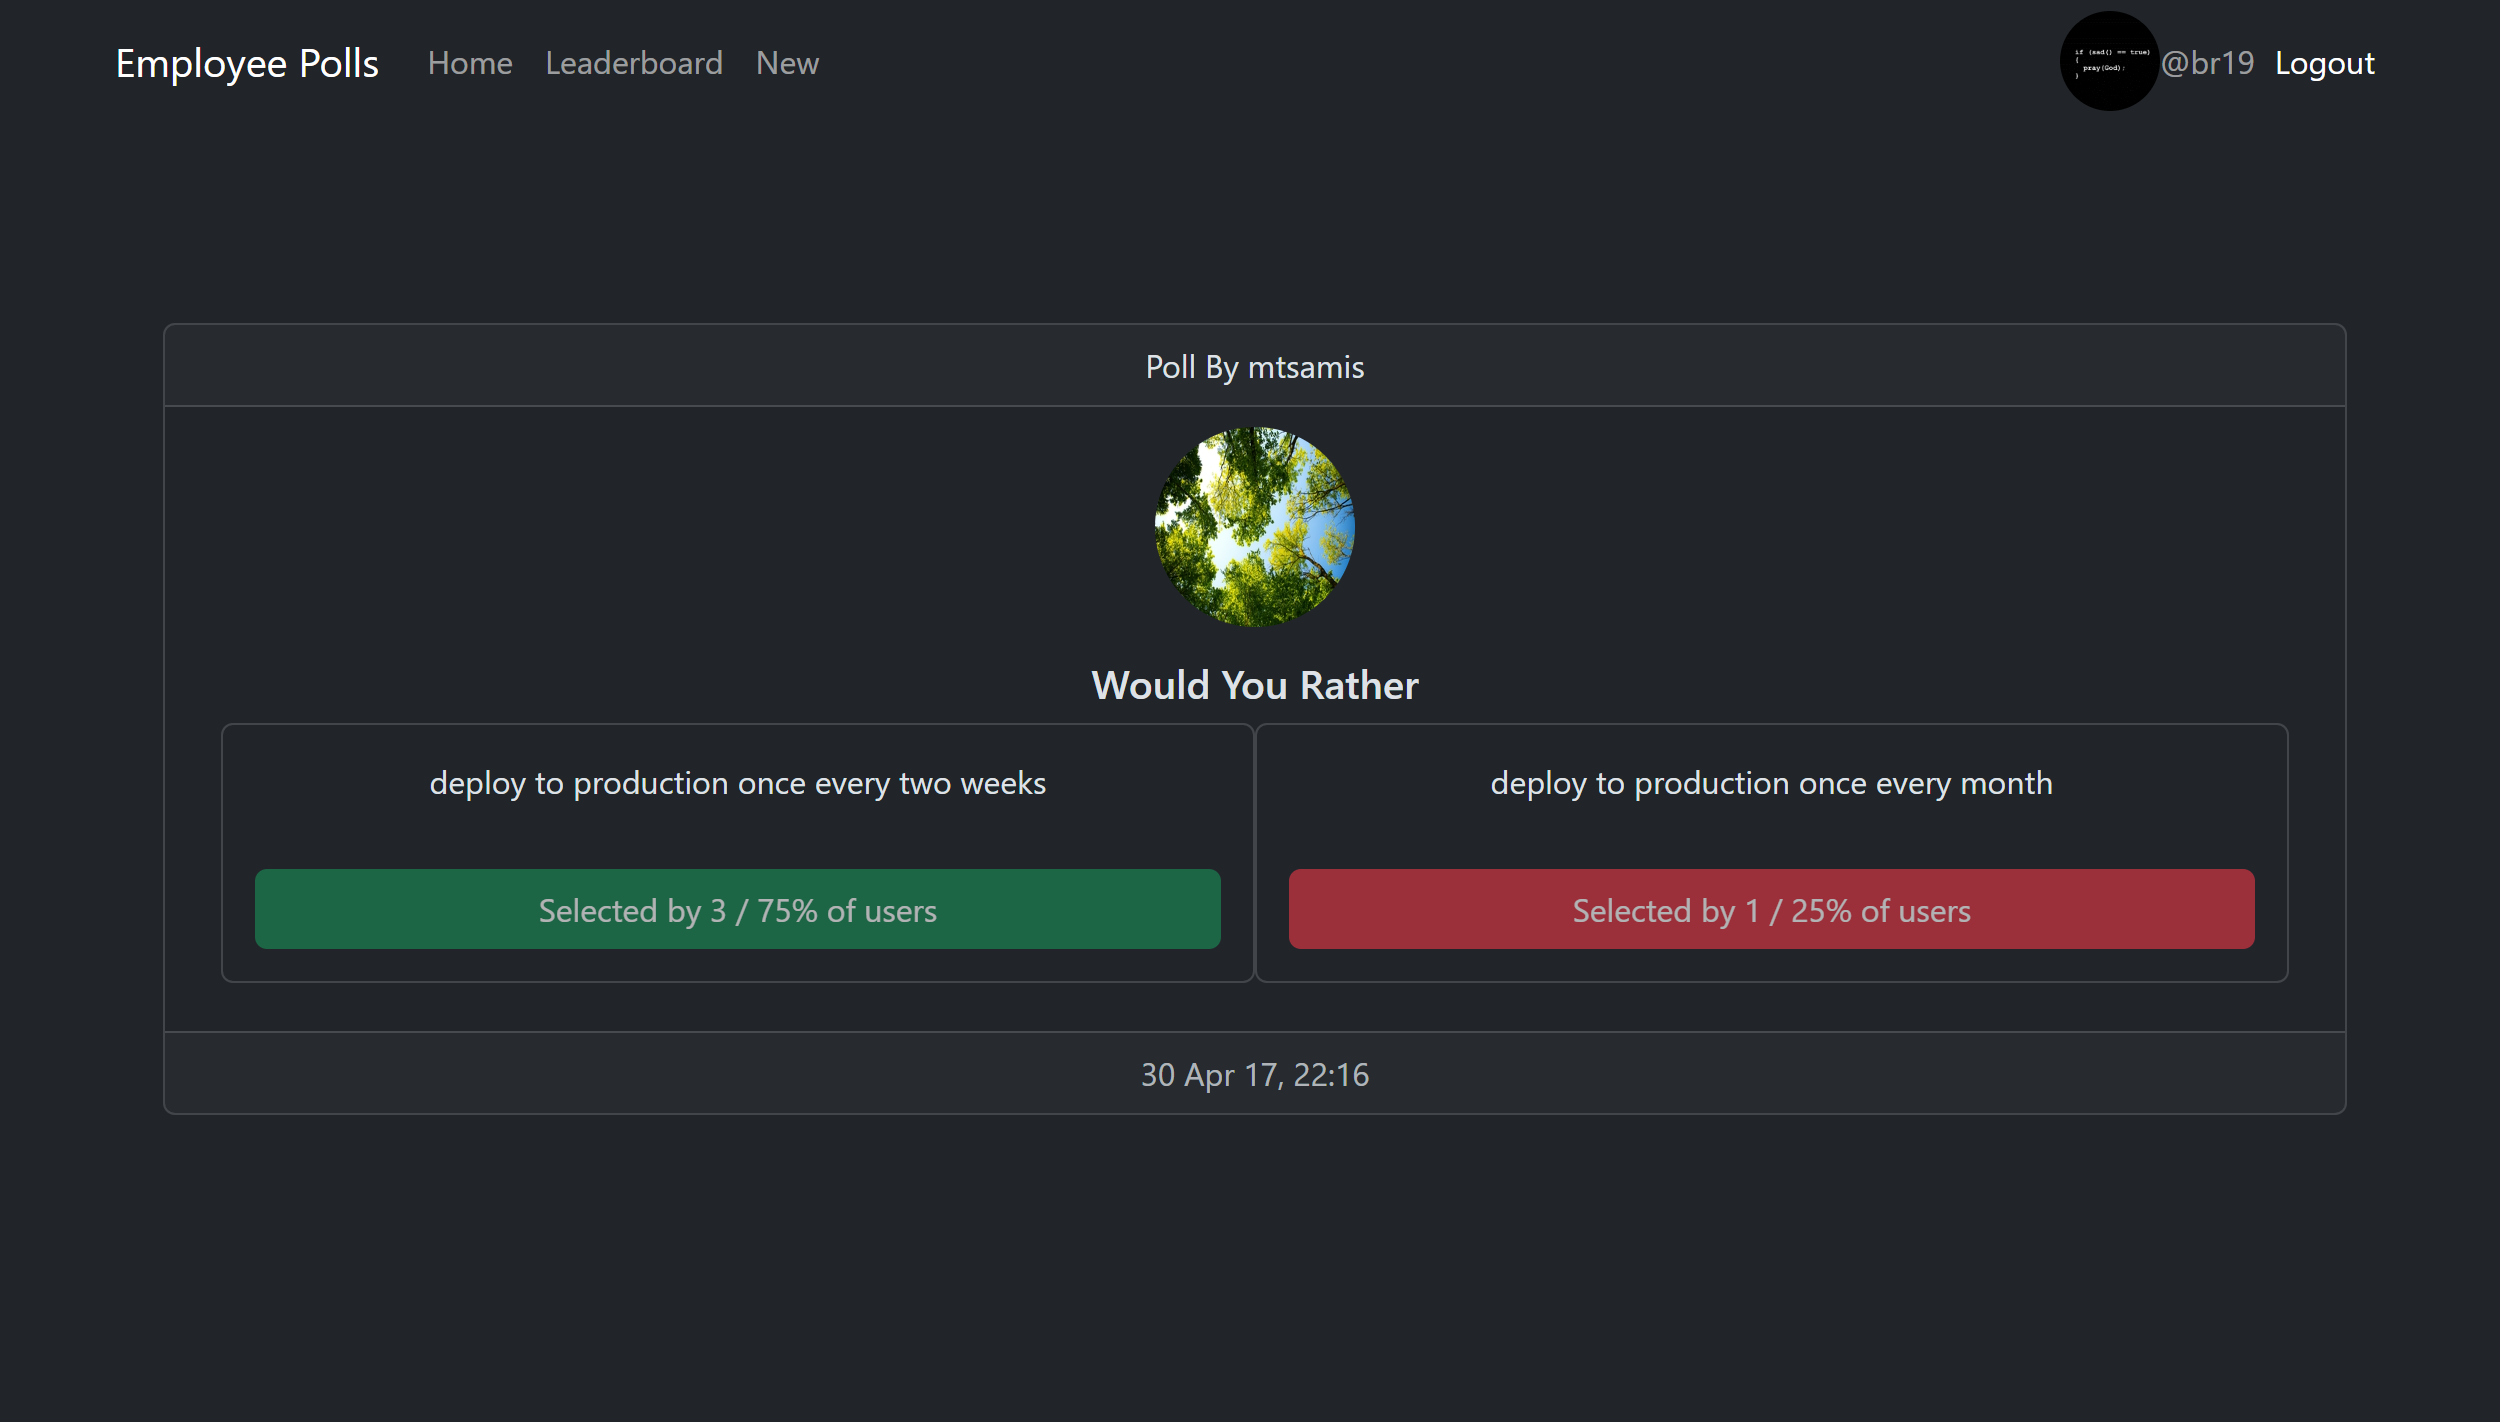 Employee Polls Home Leaderboard New
if (sad() == true)
{
pray(God);
}
@br19 Logout
Poll By mtsamis
Would You Rather
deploy to production once every two weeks
Selected by 3 / 75% of users
deploy to production once every month
Selected by 1 / 25% of users
30 Apr 17, 22:16